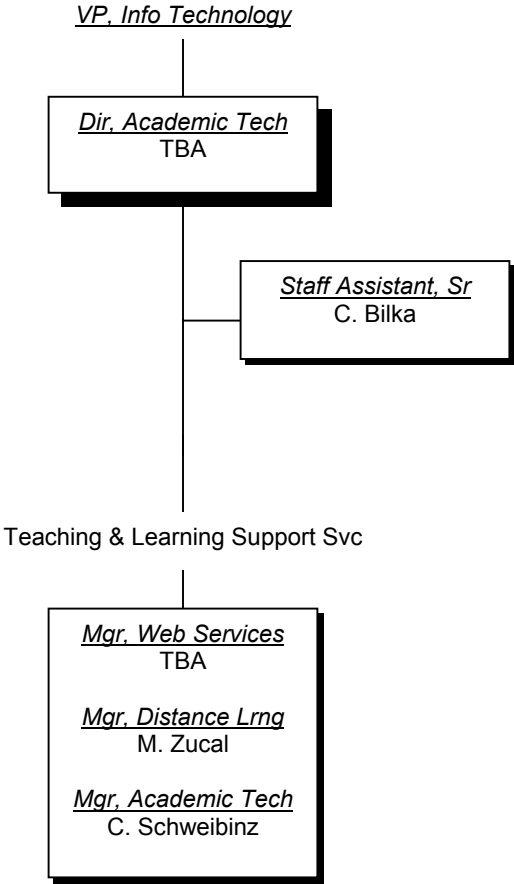 VP, Info Technology
Dir, Academic Tech
TBA
Staff Assistant, Sr
C. Bilka
Teaching & Learning Support Svc
Mgr, Web Services
TBA
Mgr, Distance Lrng
M. Zucal
Mgr, Academic Tech
C. Schweibinz